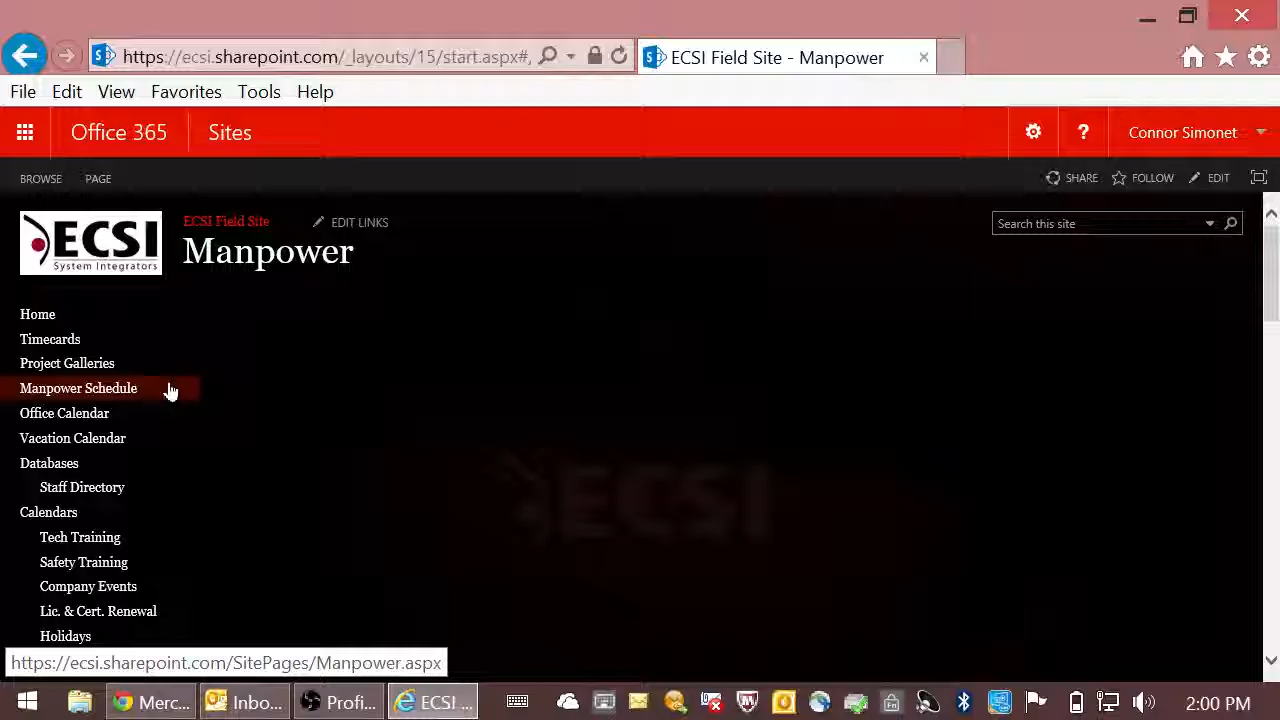 https://ecsi.sharepoint.com/_layouts/15/start.aspx#,
ECSI Field Site - Manpower
File Edit View Favorites Tools Help
Office 365 Sites
Connor Simonet
BROWSE PAGE
SHARE FOLLOW EDIT
ECSI
System Integrators
ECSI Field Site
EDIT LINKS
Manpower
Search this site
Home
Timecards
Project Galleries
Manpower Schedule
Office Calendar
Vacation Calendar
Databases
Staff Directory
Calendars
Tech Training
Safety Training
Company Events
Lic. & Cert. Renewal
Holidays
ECSI
https://ecsi.sharepoint.com/SitePages/Manpower.aspx
Merc... Inbo... Profi... ECSI ...
2:00 PM